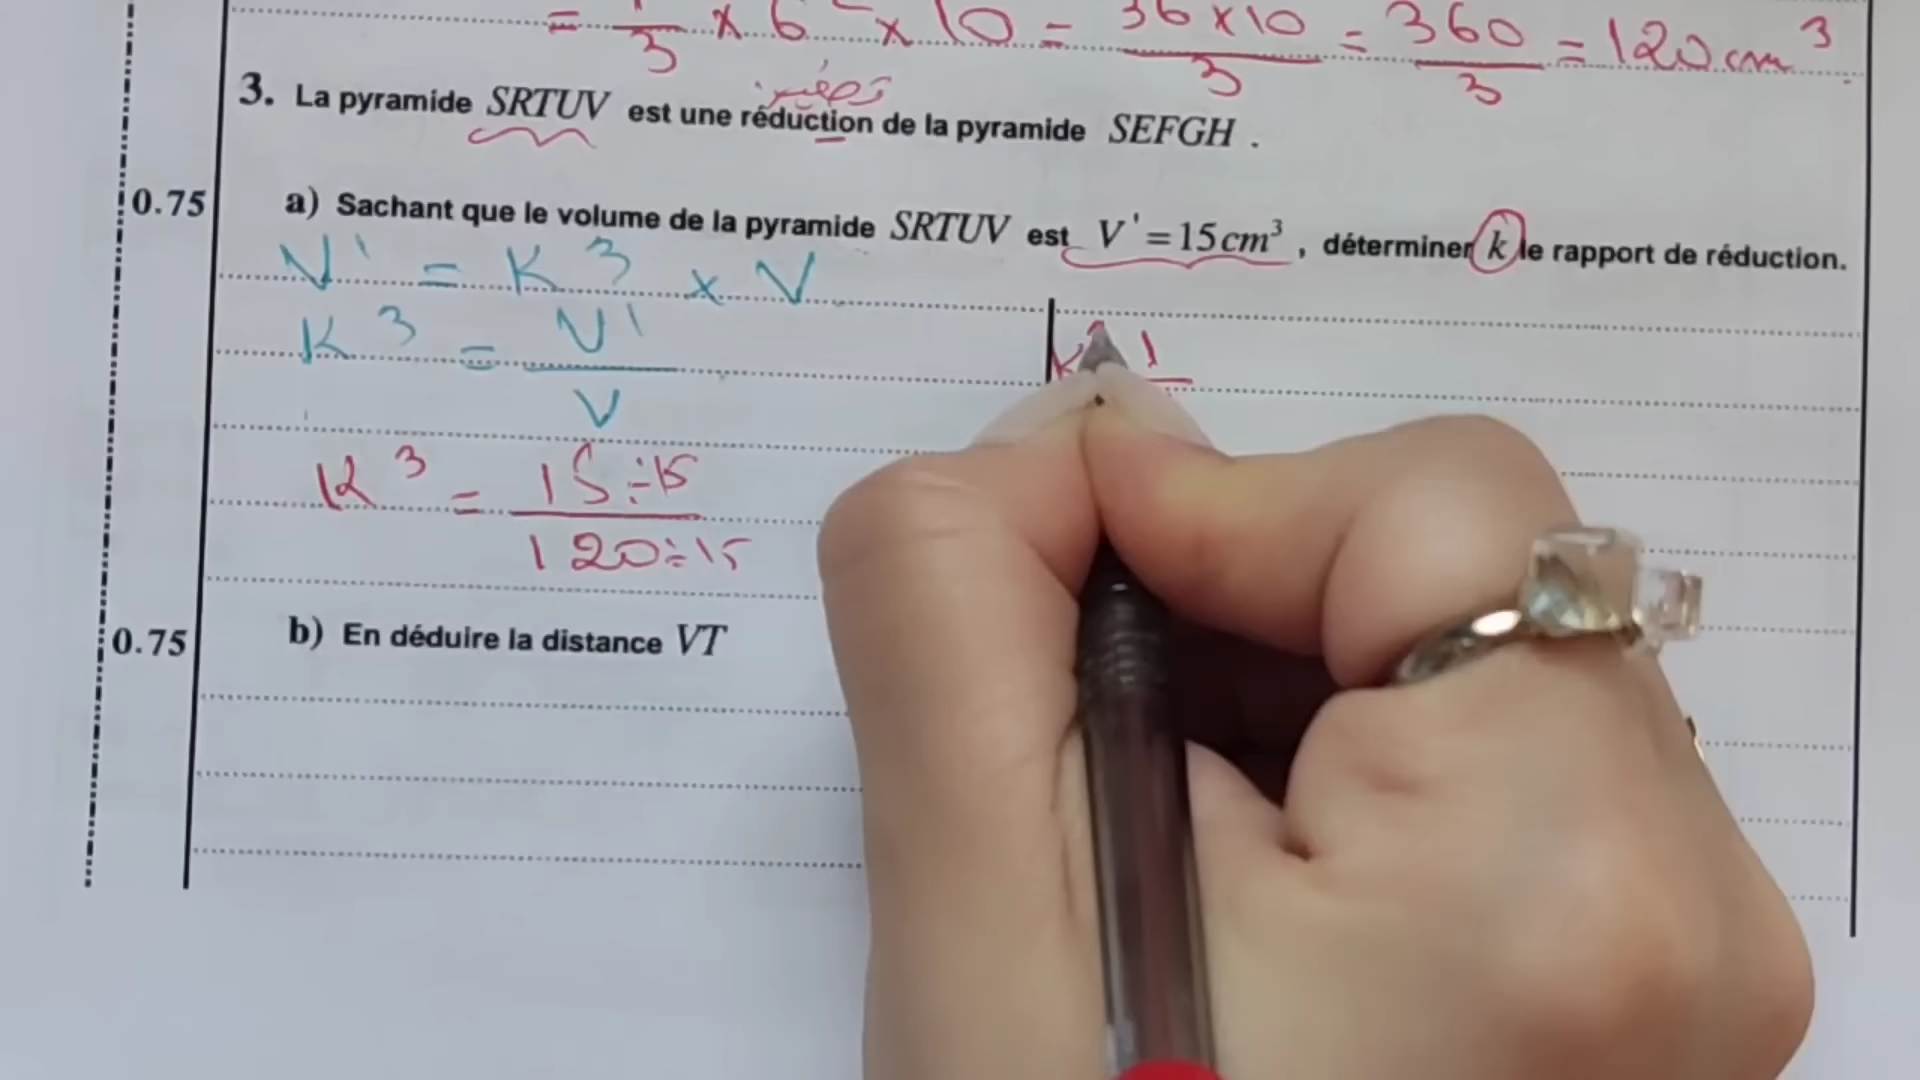 = 1/3 × 6² × 10 = 36 × 10 / 3 = 360 / 3 = 120 cm³
تصغير
3. La pyramide SRTUV est une réduction de la pyramide SEFGH .
0.75 a) Sachant que le volume de la pyramide SRTUV est V' = 15 cm³ , déterminer k le rapport de réduction.
V' = K³ × V
K³ = V' / V
K³ = 15 ÷ 15 / 120 ÷ 15
K³ 1
0.75 b) En déduire la distance VT